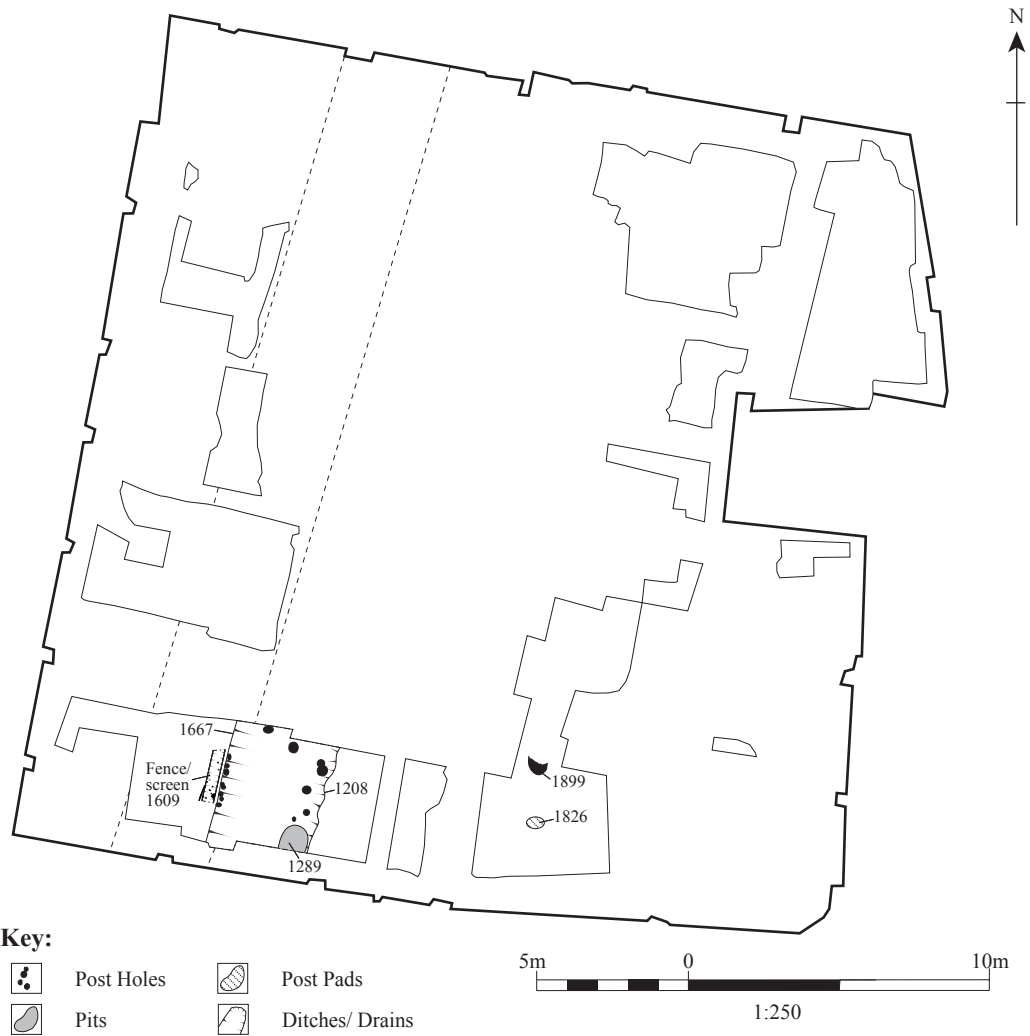 N
1667
Fence/
screen
1609
1208
1289
1899
1826
Key:
Post Holes
Post Pads
Pits
Ditches/ Drains
5m 0 10m
1:250